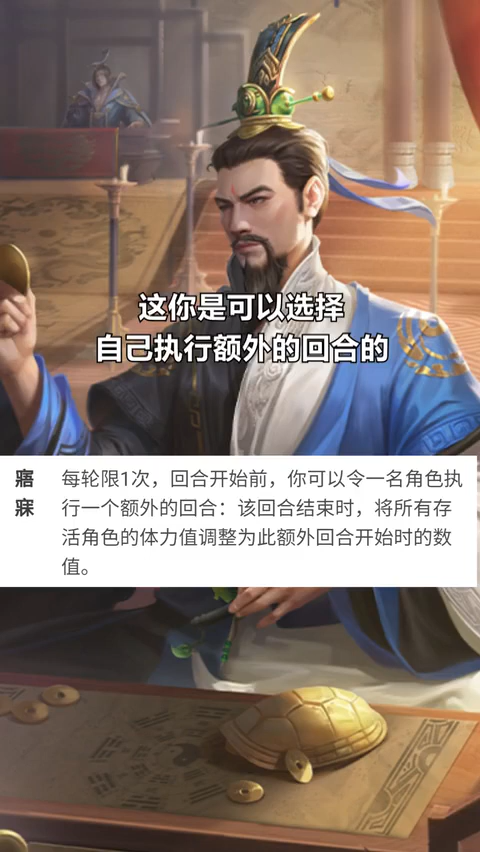 这你是可以选择
自己执行额外的回合的
寤寐
每轮限1次，回合开始前，你可以令一名角色执
行一个额外的回合：该回合结束时，将所有存
活角色的体力值调整为此额外回合开始时的数
值。